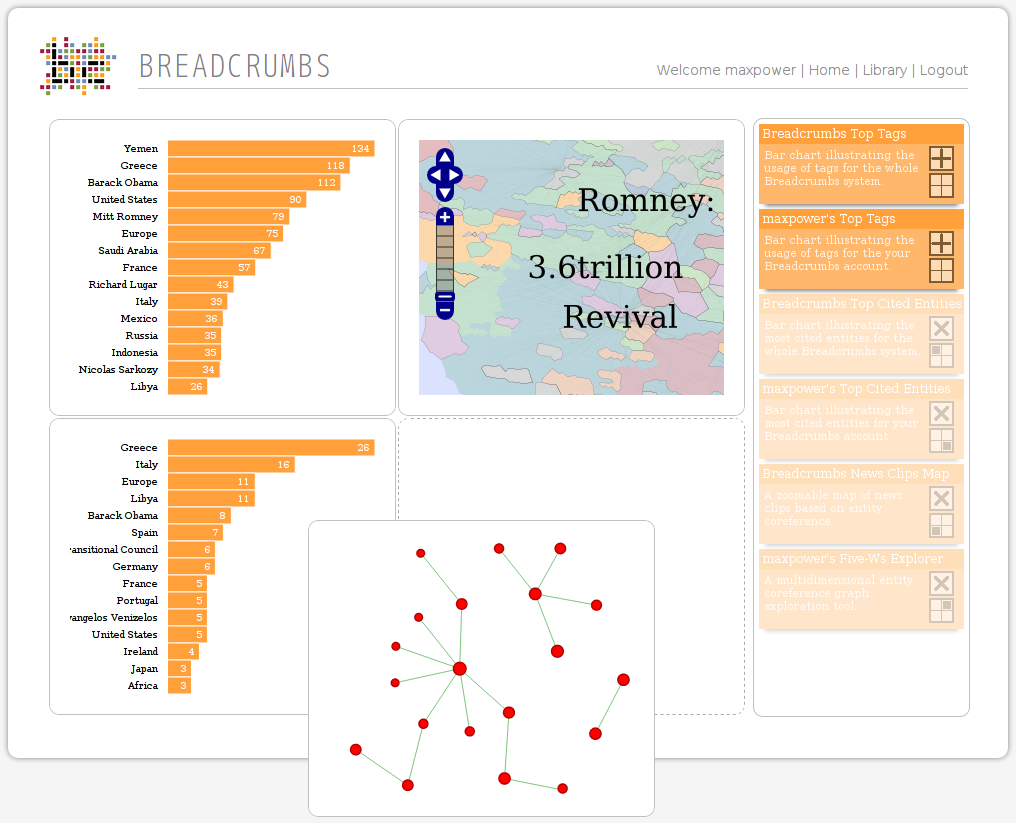 BREADCRUMBS
Welcome maxpower | Home | Library | Logout
Yemen 134
Greece 118
Barack Obama 112
United States 90
Mitt Romney 79
Europe 75
Saudi Arabia 67
France 57
Richard Lugar 43
Italy 39
Mexico 36
Russia 35
Indonesia 35
Nicolas Sarkozy 34
Libya 26
Romney:
3.6trillion
Revival
Greece 26
Italy 16
Europe 11
Libya 11
Barack Obama 8
Spain 7
ansitional Council 6
Germany 6
France 5
Portugal 5
vangelos Venizelos 5
United States 5
Ireland 4
Japan 3
Africa 3
Breadcrumbs Top Tags
Bar chart illustrating the
usage of tags for the whole
Breadcrumbs system.
maxpower's Top Tags
Bar chart illustrating the
usage of tags for the your
Breadcrumbs account.
Breadcrumbs Top Cited Entities
Bar chart illustrating the
most cited entities for the
whole Breadcrumbs system.
maxpower's Top Cited Entities
Bar chart illustrating the
most cited entities for your
Breadcrumbs account.
Breadcrumbs News Clips Map
A zoomable map of news
clips based on entity
coreference.
maxpower's Five-Ws Explorer
A multidimensional entity
coreference graph
exploration tool.